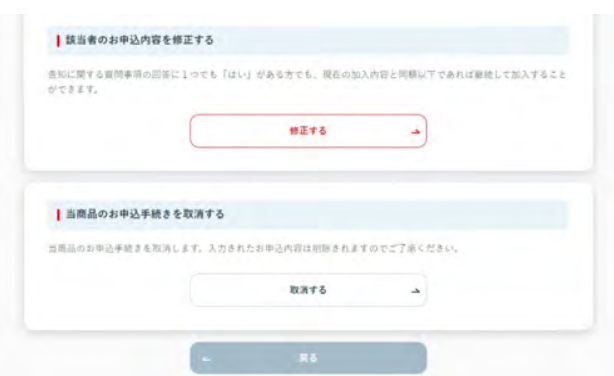 該当者のお申込内容を修正する
告知に関する質問事項の回答に１つでも「はい」がある方でも、現在の加入内容と同額以下であれば継続して加入すること
ができます。
修正する
当商品のお申込手続きを取消する
当商品のお申込手続きを取消します。入力されたお申込内容は削除されますのでご了承ください。
取消する
戻る